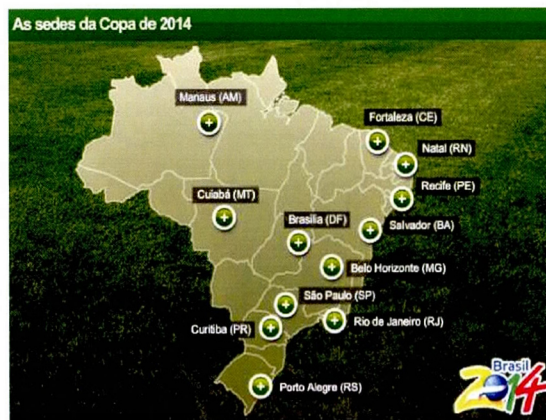 As sedes da Copa de 2014
Manaus (AM)
Fortaleza (CE)
Natal (RN)
Recife (PE)
Cuiabá (MT)
Brasília (DF)
Salvador (BA)
Belo Horizonte (MG)
São Paulo (SP)
Rio de Janeiro (RJ)
Curitiba (PR)
Porto Alegre (RS)
Brasil
2014